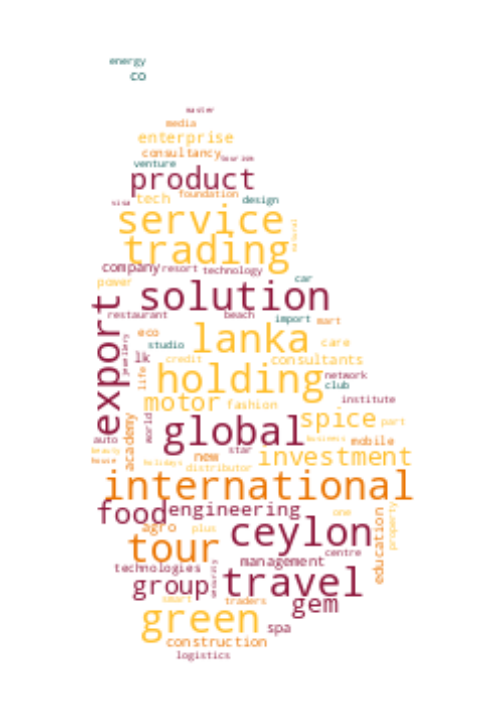 energy
co
master
media
enterprise
consultancy tourism
venture
product
visa tech foundation design
service
trading natural
company resort technology
power car
export solution
restaurant beach import mart
eco lanka
jewellery studio care
lk credit consultants
life holding network
club
motor fashion institute
academy world global spice part
auto business mobile
beauty star
house new investment
holidays distributor
international
food engineering
agro plus one property
ceylon education
tour centre
technologies security management
group travel
smart traders gem
green spa
construction
logistics